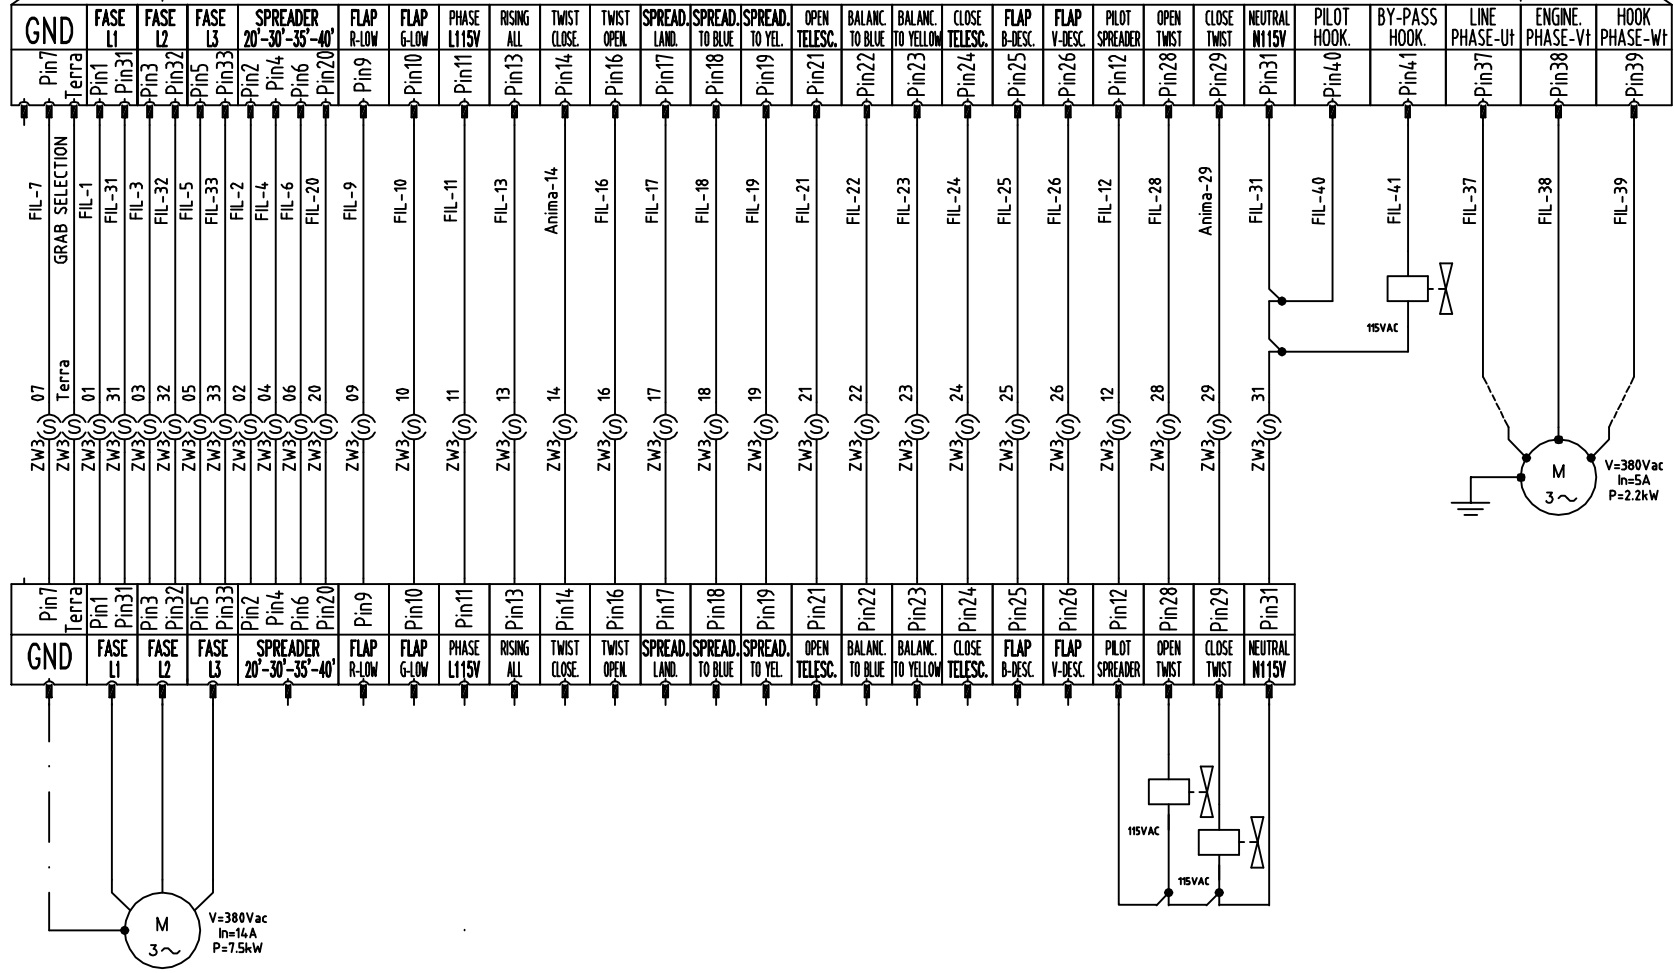 GND FASE FASE FASE SPREADER FLAP FLAP PHASE RISING TWIST TWIST SPREAD. SPREAD. SPREAD. OPEN BALANC. BALANC. CLOSE FLAP FLAP PILOT OPEN CLOSE NEUTRAL PILOT BY-PASS LINE ENGINE. HOOK
L1 L2 L3 20'-30'-35'-40' R-LOW G-LOW L115V ALL CLOSE. OPEN. LAND. TO BLUE TO YEL. TELESC. TO BLUE TO YELLOW TELESC. B-DESC. V-DESC. SPREADER TWIST TWIST N115V HOOK. HOOK. PHASE-Ut PHASE-Vt PHASE-Wt
Pin7 Terra Pin1 Pin31 Pin3 Pin32 Pin5 Pin33 Pin2 Pin4 Pin6 Pin20 Pin9 Pin10 Pin11 Pin13 Pin14 Pin16 Pin17 Pin18 Pin19 Pin21 Pin22 Pin23 Pin24 Pin25 Pin26 Pin12 Pin28 Pin29 Pin31 Pin40 Pin41 Pin37 Pin38 Pin39
FIL-7 GRAB SELECTION FIL-1 FIL-31 FIL-3 FIL-32 FIL-5 FIL-33 FIL-2 FIL-4 FIL-6 FIL-20 FIL-9 FIL-10 FIL-11 FIL-13 Anima-14 FIL-16 FIL-17 FIL-18 FIL-19 FIL-21 FIL-22 FIL-23 FIL-24 FIL-25 FIL-26 FIL-12 FIL-28 Anima-29 FIL-31 FIL-40 FIL-41 FIL-37 FIL-38 FIL-39
115VAC
07 Terra 01 31 03 32 05 33 02 04 06 20 09 10 11 13 14 16 17 18 19 21 22 23 24 25 26 12 28 29 31
ZW3 ZW3 ZW3 ZW3 ZW3 ZW3 ZW3 ZW3 ZW3 ZW3 ZW3 ZW3 ZW3 ZW3 ZW3 ZW3 ZW3 ZW3 ZW3 ZW3 ZW3 ZW3 ZW3 ZW3 ZW3 ZW3 ZW3 ZW3 ZW3 ZW3 ZW3
M
3~
V=380Vac
In=5A
P=2.2kW
Pin7 Terra Pin1 Pin31 Pin3 Pin32 Pin5 Pin33 Pin2 Pin4 Pin6 Pin20 Pin9 Pin10 Pin11 Pin13 Pin14 Pin16 Pin17 Pin18 Pin19 Pin21 Pin22 Pin23 Pin24 Pin25 Pin26 Pin12 Pin28 Pin29 Pin31
GND FASE FASE FASE SPREADER FLAP FLAP PHASE RISING TWIST TWIST SPREAD. SPREAD. SPREAD. OPEN BALANC. BALANC. CLOSE FLAP FLAP PILOT OPEN CLOSE NEUTRAL
L1 L2 L3 20'-30'-35'-40' R-LOW G-LOW L115V ALL CLOSE. OPEN. LAND. TO BLUE TO YEL. TELESC. TO BLUE TO YELLOW TELESC. B-DESC. V-DESC. SPREADER TWIST TWIST N115V
115VAC
115VAC
M
3~
V=380Vac
In=14A
P=7.5kW